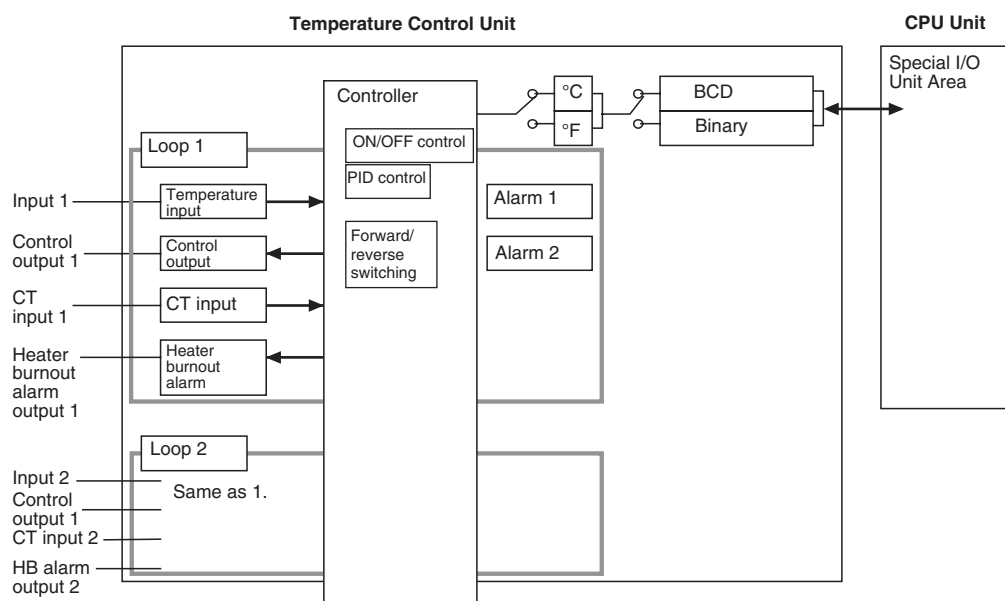 Temperature Control Unit
CPU Unit
Special I/O
Unit Area
Controller
°C
°F
BCD
Binary
ON/OFF control
PID control
Forward/
reverse
switching
Loop 1
Input 1
Temperature
input
Control
output 1
Control
output
CT
input 1
CT input
Heater
burnout
alarm
output 1
Heater
burnout
alarm
Alarm 1
Alarm 2
Loop 2
Input 2
Same as 1.
Control
output 1
CT input 2
HB alarm
output 2